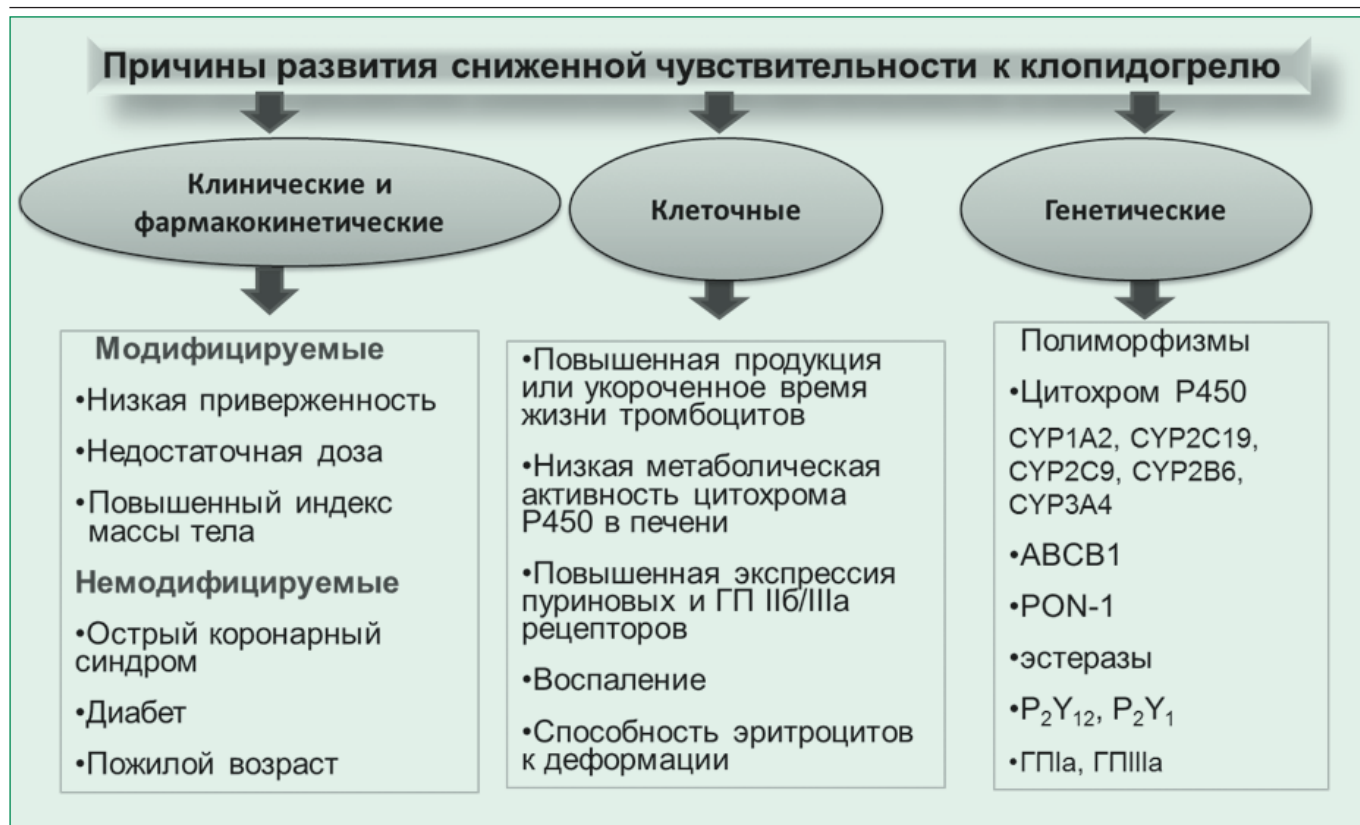 Причины развития сниженной чувствительности к клопидогрелю
Клинические и
фармакокинетические
Модифицируемые
•Низкая приверженность
•Недостаточная доза
•Повышенный индекс
массы тела
Немодифицируемые
•Острый коронарный
синдром
•Диабет
•Пожилой возраст
Клеточные
•Повышенная продукция
или укороченное время
жизни тромбоцитов
•Низкая метаболическая
активность цитохрома
Р450 в печени
•Повышенная экспрессия
пуриновых и ГП IIб/IIIа
рецепторов
•Воспаление
•Способность эритроцитов
к деформации
Генетические
Полиморфизмы
•Цитохром Р450
CYP1A2, CYP2C19,
CYP2C9, CYP2B6,
CYP3A4
•ABCB1
•PON-1
•эстеразы
•P₂Y₁₂, P₂Y₁
•ГПIа, ГПIIIа